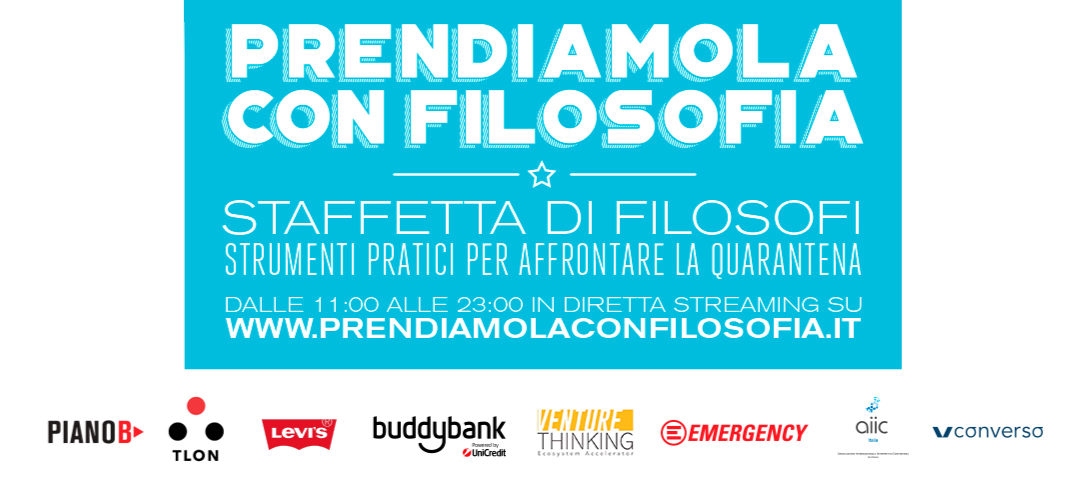 PRENDIAMOLA
CON FILOSOFIA
STAFFETTA DI FILOSOFI
STRUMENTI PRATICI PER AFFRONTARE LA QUARANTENA
DALLE 11:00 ALLE 23:00 IN DIRETTA STREAMING SU
WWW.PRENDIAMOLACONFILOSOFIA.IT
PIANOB
TLON
LEVI'S®
buddybank
Powered by
UniCredit
VENTURE
THINKING
Ecosystem Accelerator
E EMERGENCY
aiic
Italia
converso